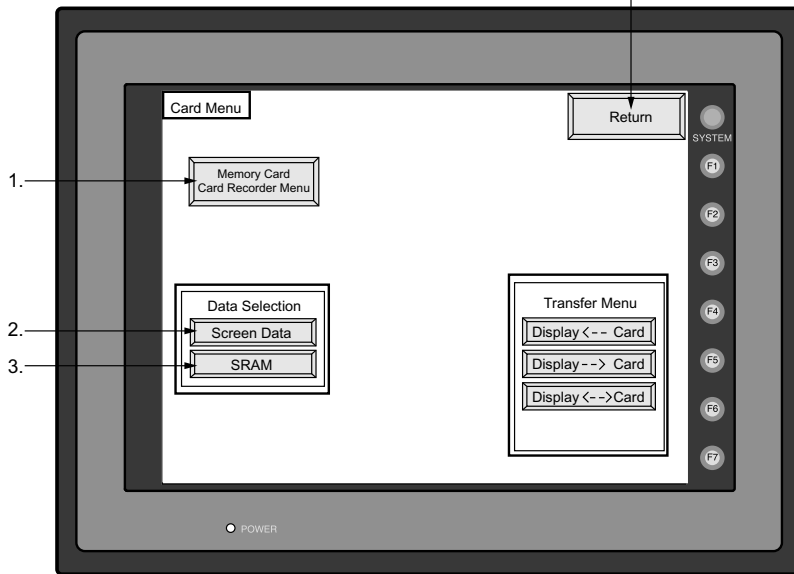 Card Menu
Return
SYSTEM
1.
Memory Card
Card Recorder Menu
F1
F2
F3
Data Selection
Transfer Menu
F4
2.
Screen Data
Display <-- Card
3.
SRAM
Display --> Card
F5
Display <-->Card
F6
F7
POWER